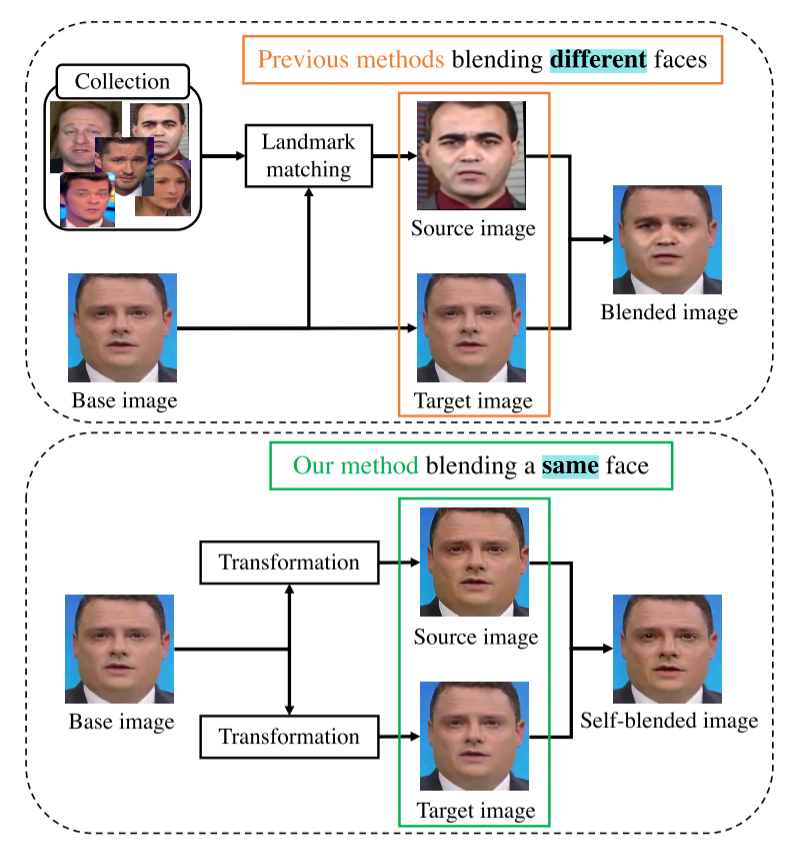 Previous methods blending different faces
Collection
Landmark
matching
Source image
Blended image
Base image
Target image
Our method blending a same face
Transformation
Source image
Base image
Self-blended image
Transformation
Target image